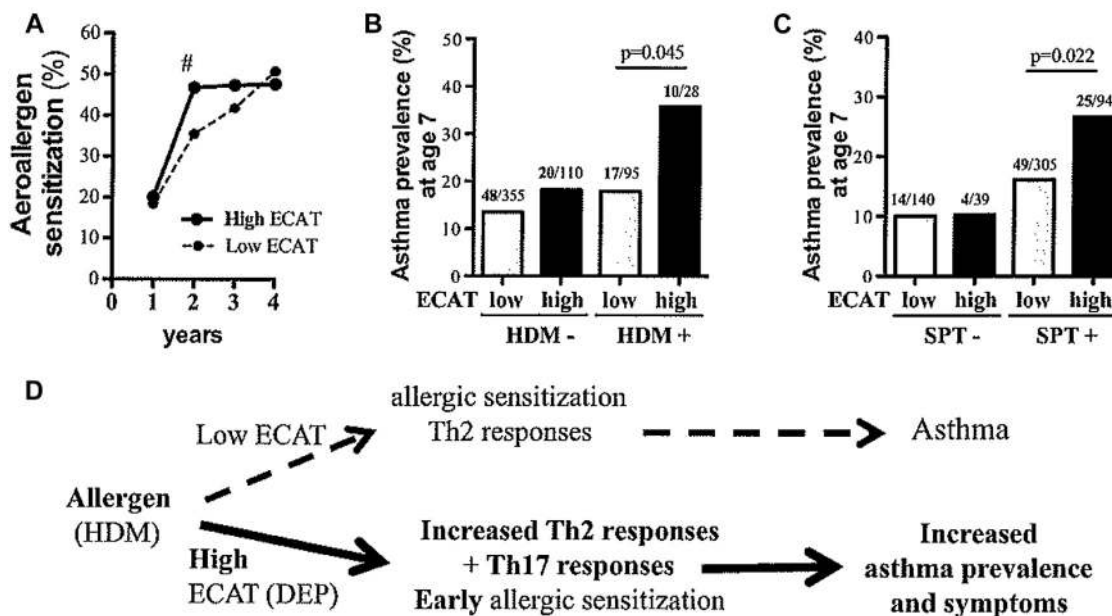 A
Aeroallergen
sensitization (%)
60
50
40
30
20
10
0
#
High ECAT
Low ECAT
0 1 2 3 4
years
B
Asthma prevalence (%)
at age 7
50
40
30
20
10
0
p=0.045
48/355
20/110
17/95
10/28
ECAT low high low high
HDM - HDM +
C
Asthma prevalence (%)
at age 7
40
30
20
10
0
p=0.022
14/140
4/39
49/305
25/94
ECAT low high low high
SPT - SPT +
D
Allergen
(HDM)
Low ECAT
allergic sensitization
Th2 responses
Asthma
High
ECAT (DEP)
Increased Th2 responses
+ Th17 responses
Early allergic sensitization
Increased
asthma prevalence
and symptoms